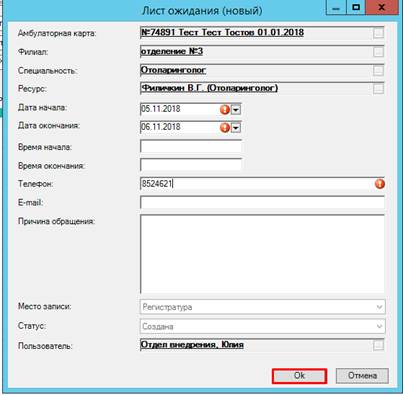 Лист ожидания (новый)
Амбулаторная карта: №74891 Тест Тест Тостов 01.01.2018
Филиал: отделение №3
Специальность: Отоларинголог
Ресурс: Филичкин В.Г. (Отоларинголог)
Дата начала: 05.11.2018
Дата окончания: 06.11.2018
Время начала:
Время окончания:
Телефон: 8524621
E-mail:
Причина обращения:
Место записи: Регистратура
Статус: Создана
Пользователь: Отдел внедрения, Юлия
Ok Отмена